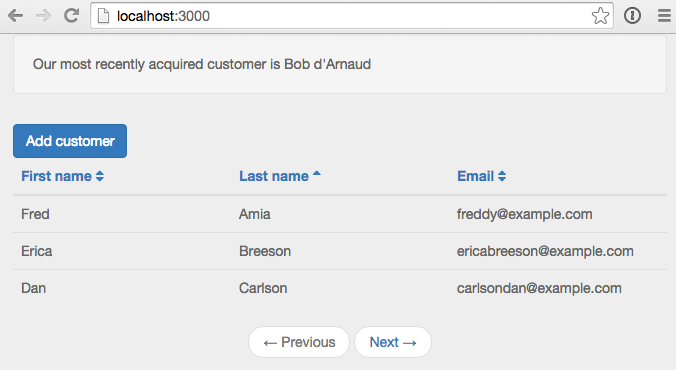 localhost:3000
Our most recently acquired customer is Bob d'Arnaud
Add customer
First name Last name Email
Fred Amia freddy@example.com
Erica Breeson ericabreeson@example.com
Dan Carlson carlsondan@example.com
← Previous Next →